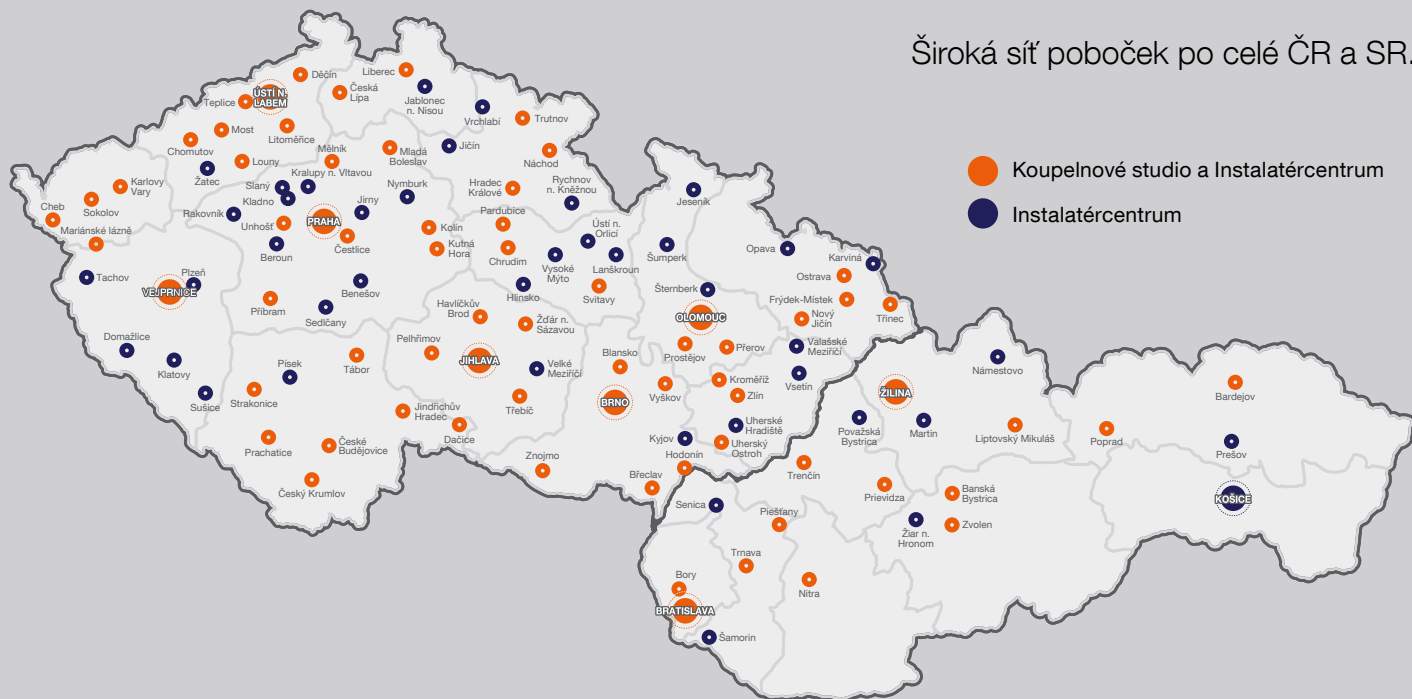 Široká síť poboček po celé ČR a SR.
Koupelnové studio a Instalatércentrum
Instalatércentrum
Děčín
Liberec
Česká
Lípa
ÚSTÍ N.
LABEM
Teplice
Jablonec
n. Nisou
Vrchlabí
Trutnov
Most
Litoměřice
Chomutov
Mělník
Mladá
Boleslav
Jičín
Náchod
Louny
Žatec
Kralupy n. Vltavou
Slaný
Nymburk
Hradec
Králové
Rychnov
n. Kněžnou
Jeseník
Karlovy
Vary
Cheb
Sokolov
Kladno
Jirny
Rakovník
Unhošť
PRAHA
Pardubice
Mariánské lázně
Čestlice
Kolín
Kutná
Hora
Chrudim
Ústí n.
Orlicí
Beroun
Vysoké
Mýto
Lanškroun
Šumperk
Opava
Karviná
Tachov
Plzeň
VEJPRNICE
Benešov
Ostrava
Hlinsko
Svitavy
Šternberk
Příbram
Sedlčany
Frýdek-Místek
Třinec
Havlíčkův
Brod
Žďár n.
Sázavou
OLOMOUC
Nový
Jičín
Domažlice
Klatovy
Písek
Tábor
Pelhřimov
JIHLAVA
Velké
Meziříčí
Blansko
Prostějov
Přerov
Valašské
Meziříčí
Námestovo
Sušice
Strakonice
Vyškov
Kroměříž
Zlín
Vsetín
ŽILINA
Bardejov
Třebíč
BRNO
Jindřichův
Hradec
Dačice
Uherské
Hradiště
Uherský
Ostroh
Považská
Bystrica
Martin
Liptovský Mikuláš
Poprad
Prešov
Prachatice
České
Budějovice
Kyjov
Hodonín
Znojmo
Břeclav
Český Krumlov
Trenčín
Prievidza
Banská
Bystrica
KOŠICE
Senica
Piešťany
Žiar n.
Hronom
Zvolen
Trnava
Nitra
Bory
BRATISLAVA
Šamorin